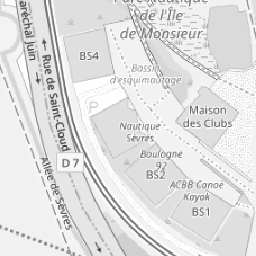 Parc Nautique
de l'Île
de Monsieur
Maréchal Juin
Rue de Saint-Cloud
BS4
Bassin
d'esquimautage
P
Maison
des Clubs
Nautique
Sèvres
Boulogne
92
BS2
D 7
Allée de Sèvres
ACBB Canoe
Kayak
BS1